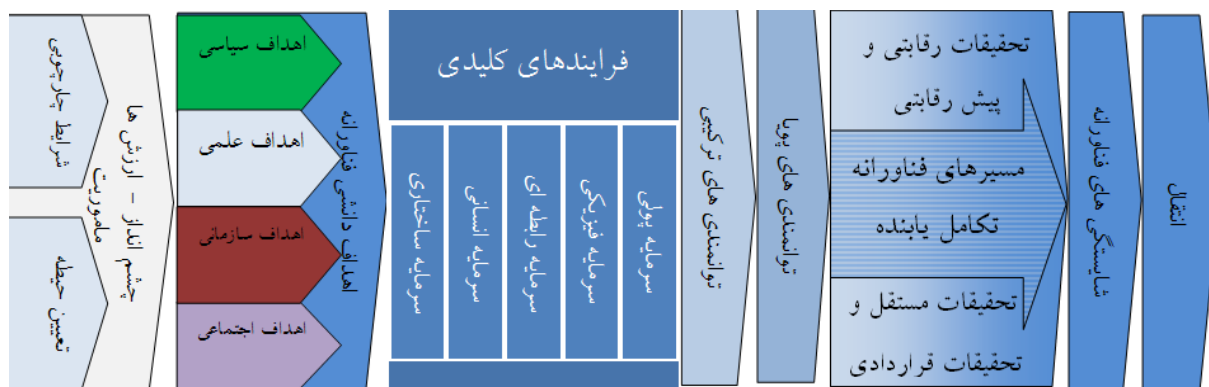 شرایط چارچوبی
تعیین حیطه
چشم انداز – ارزش ها
ماموریت
اهداف سیاسی
اهداف علمی
اهداف سازمانی
اهداف اجتماعی
اهداف دانشی فناورانه
فرایندهای کلیدی
سرمایه ساختاری
سرمایه انسانی
سرمایه رابطه ای
سرمایه فیزیکی
سرمایه پولی
توانمندی های ترکیبی
توانمندی های پویا
تحقیقات رقابتی و
پیش رقابتی
مسیرهای فناورانه
تکامل یابنده
تحقیقات مستقل و
تحقیقات قراردادی
شایستگی های فناورانه
انتقال